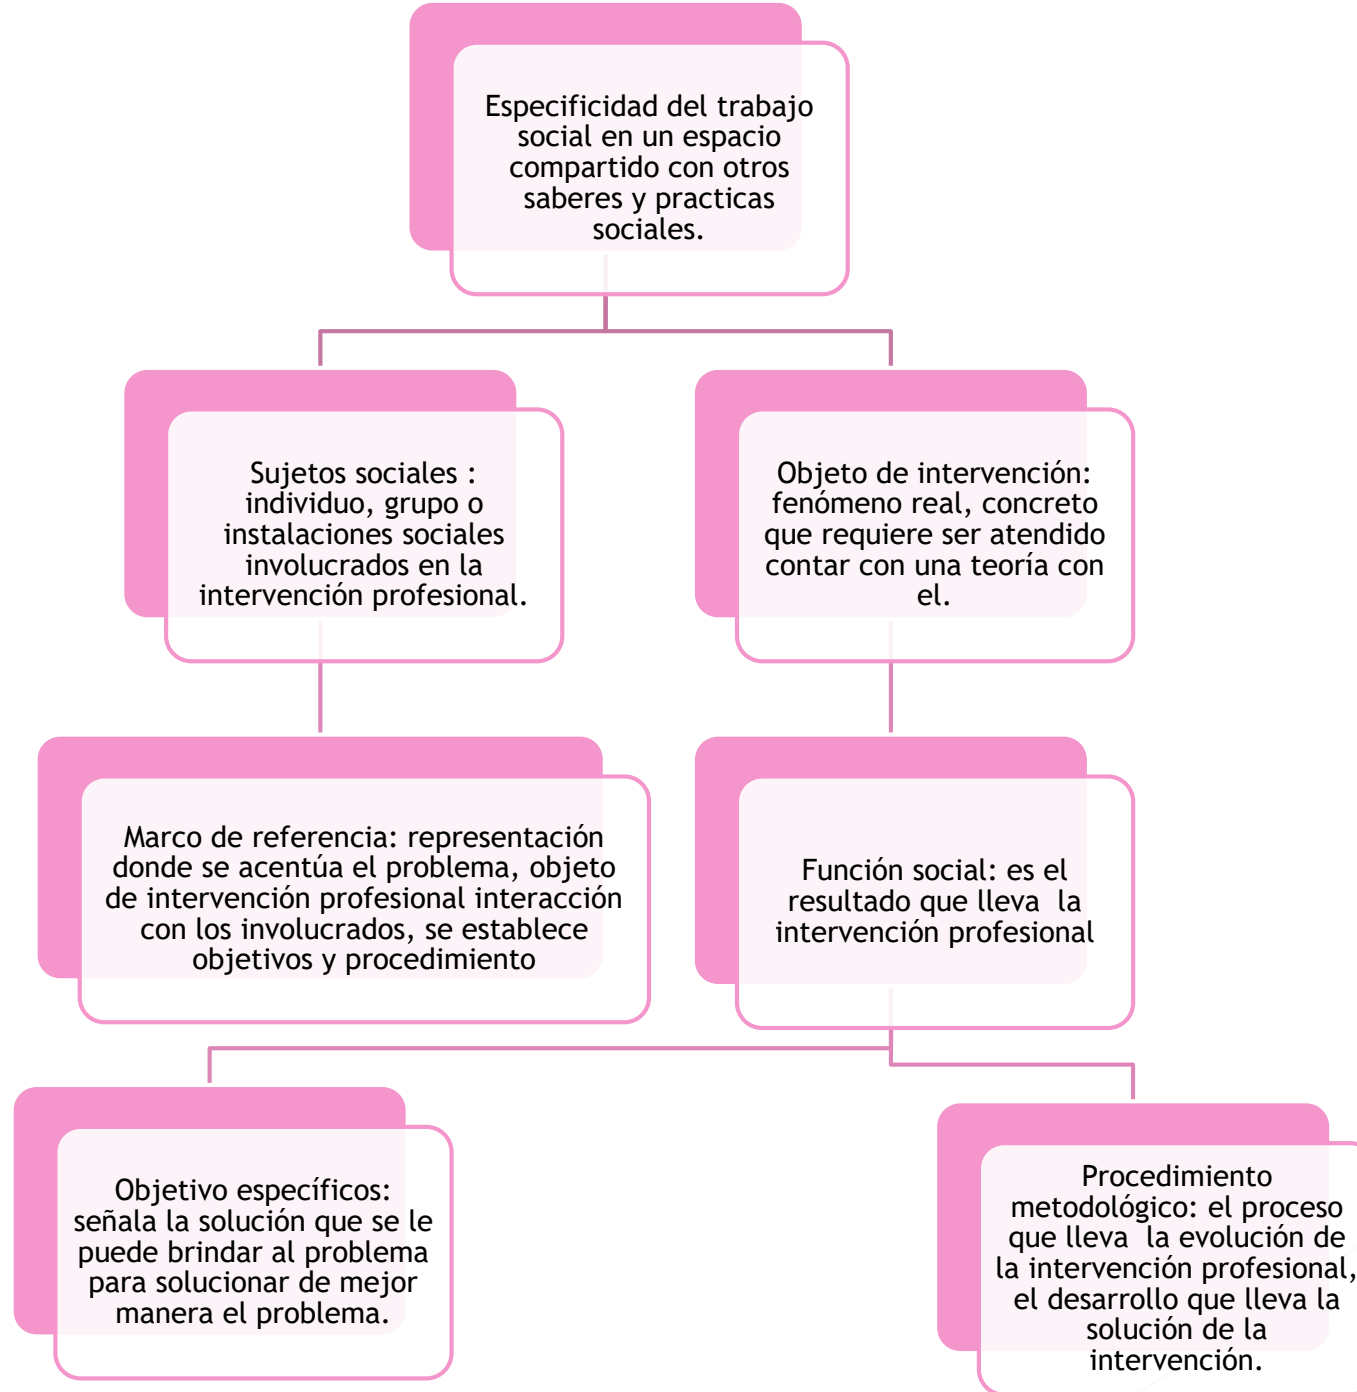 Especificidad del trabajo
social en un espacio
compartido con otros
saberes y practicas
sociales.
Sujetos sociales :
individuo, grupo o
instalaciones sociales
involucrados en la
intervención profesional.
Objeto de intervención:
fenómeno real, concreto
que requiere ser atendido
contar con una teoría con
el.
Marco de referencia: representación
donde se acentúa el problema, objeto
de intervención profesional interacción
con los involucrados, se establece
objetivos y procedimiento
Función social: es el
resultado que lleva  la
intervención profesional
Objetivo específicos:
señala la solución que se le
puede brindar al problema
para solucionar de mejor
manera el problema.
Procedimiento
metodológico: el proceso
que lleva  la evolución de
la intervención profesional,
el desarrollo que lleva la
solución de la
intervención.